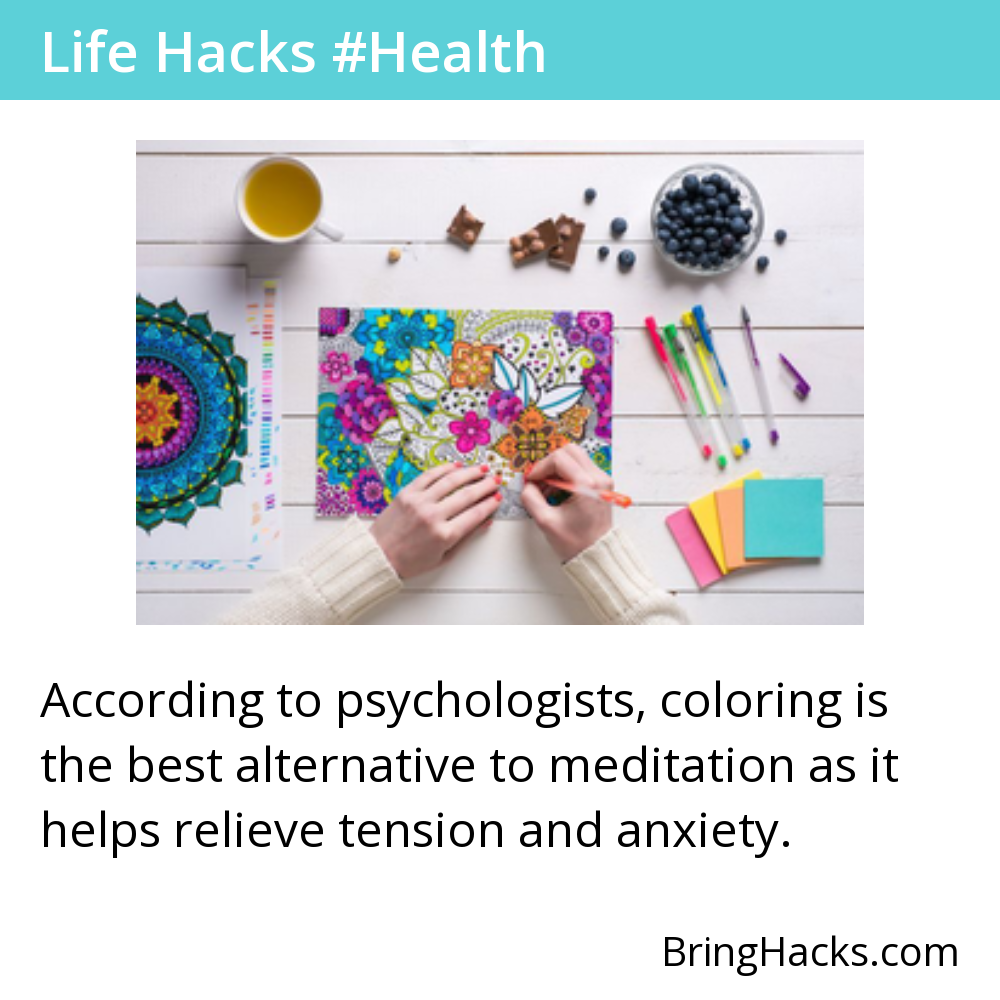 Life Hacks #Health
According to psychologists, coloring is
the best alternative to meditation as it
helps relieve tension and anxiety.
BringHacks.com